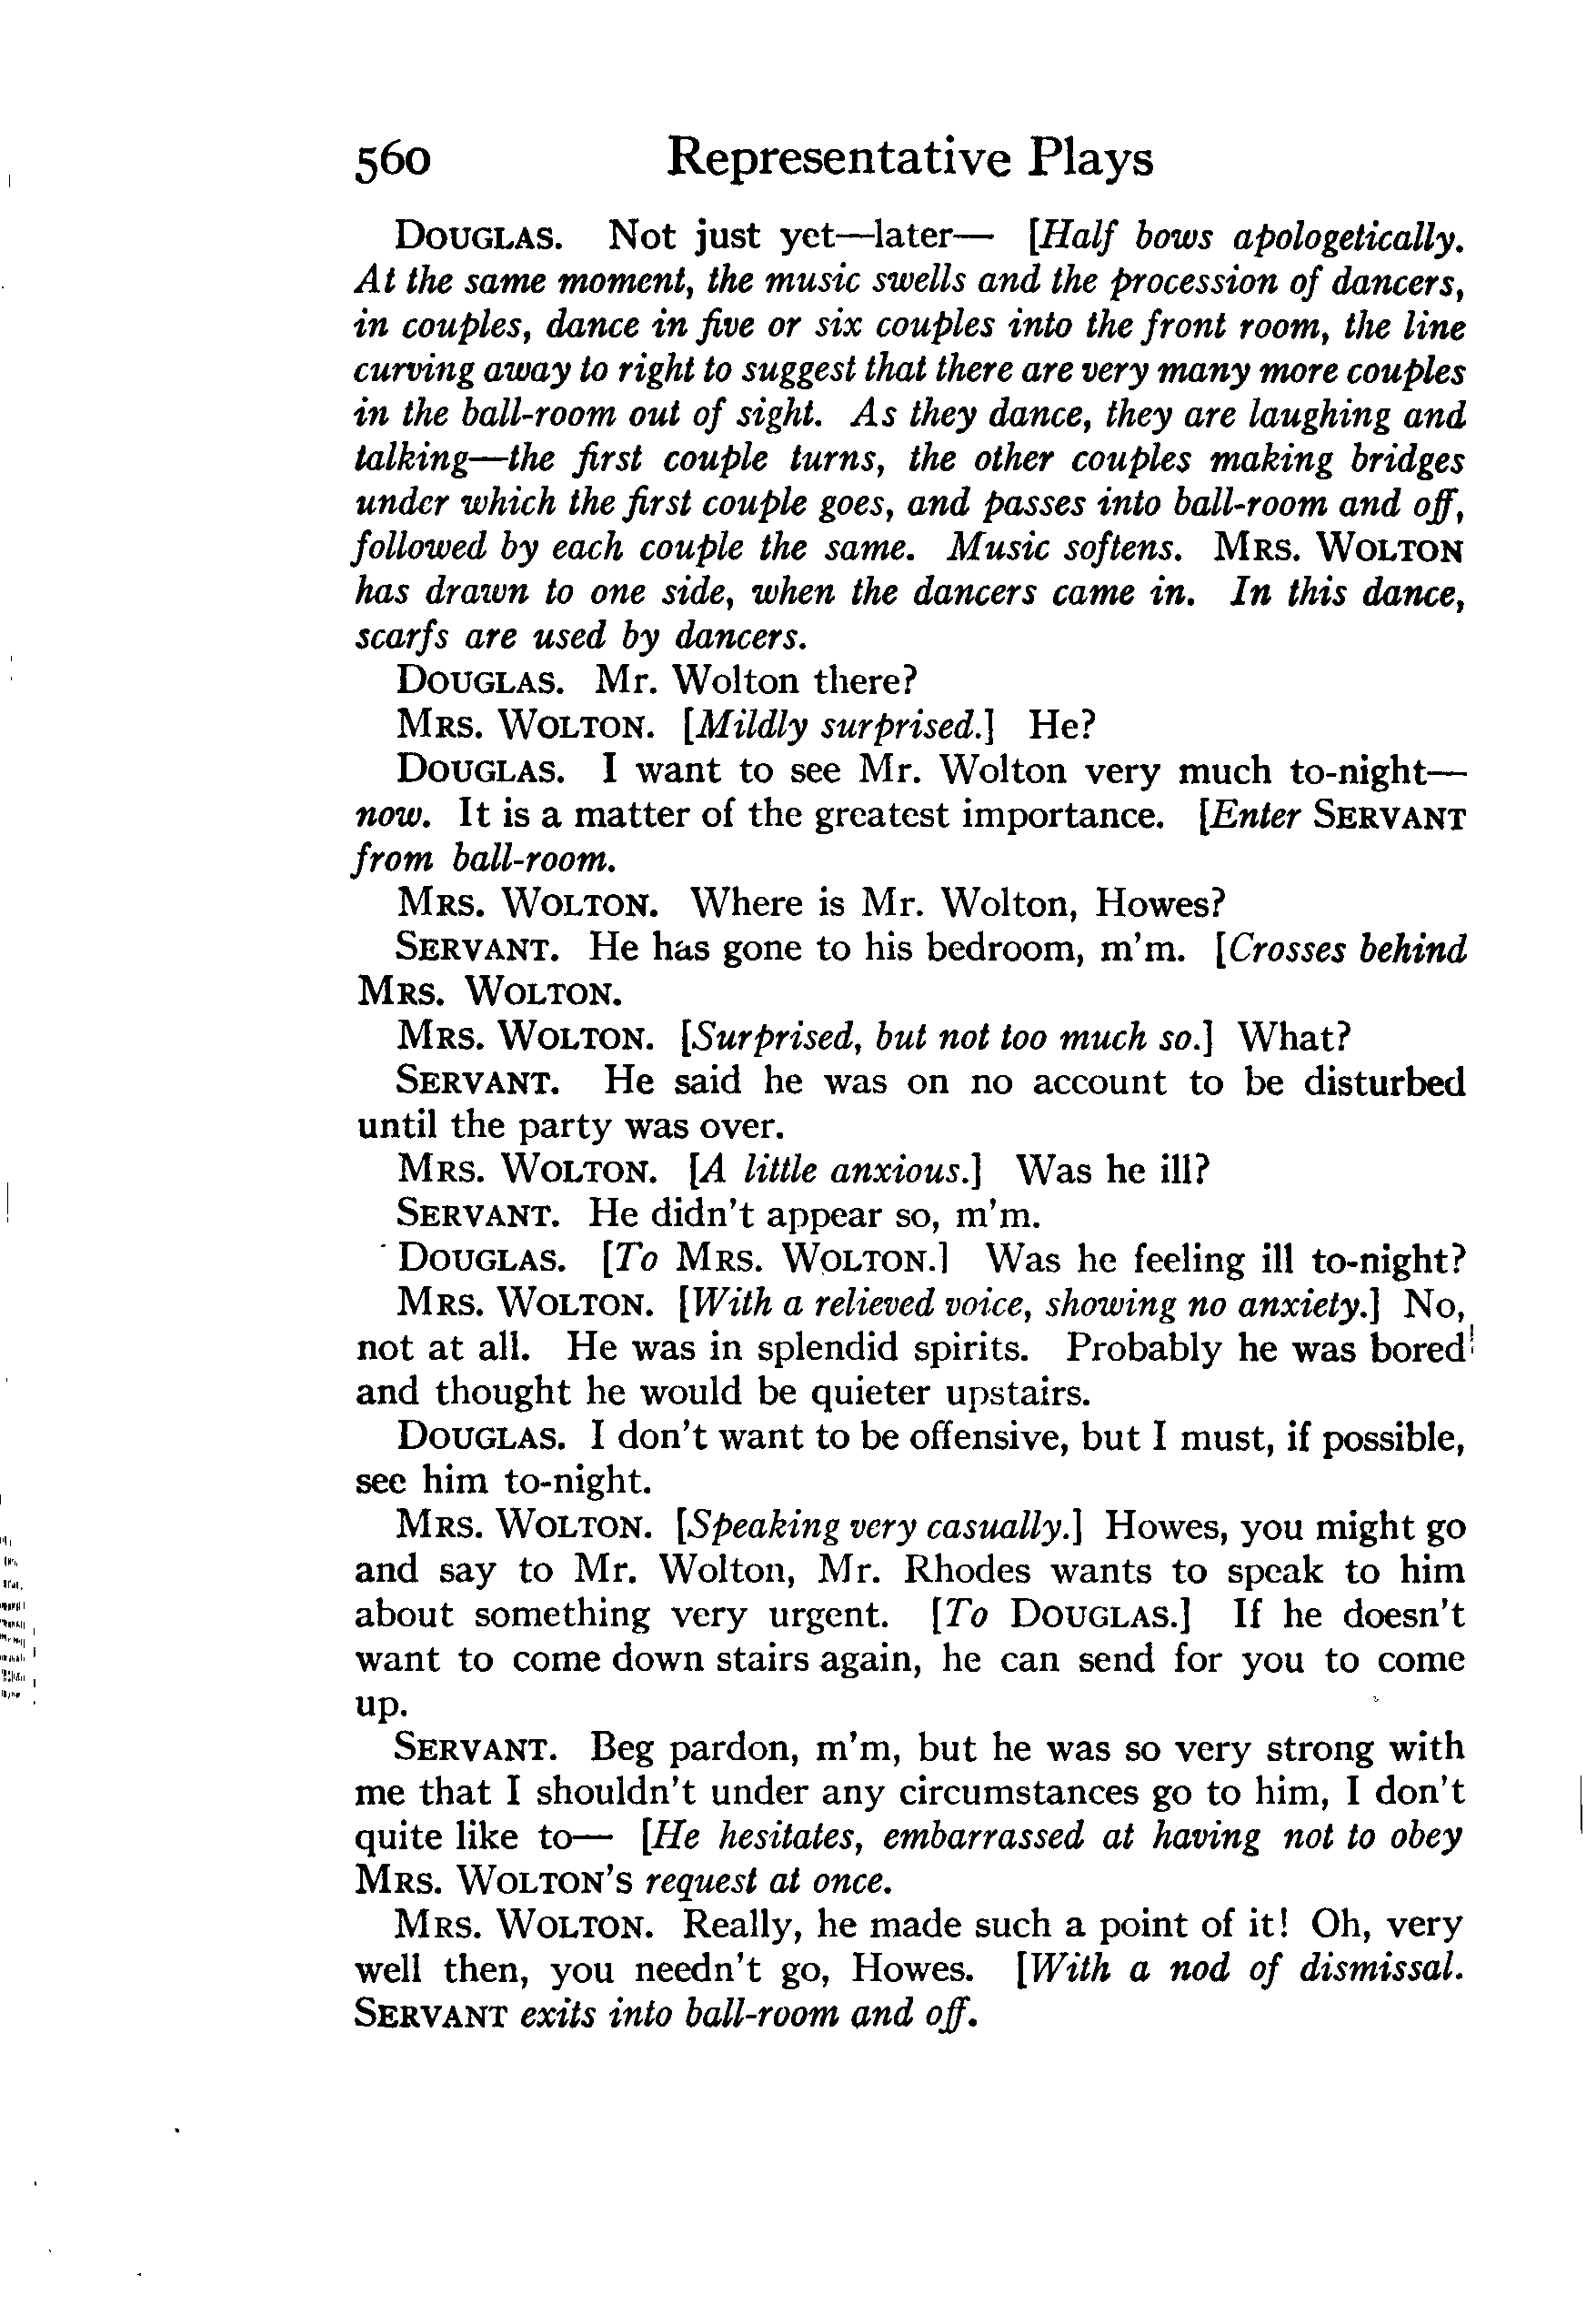 560 Representative Plays
DOUGLAS. Not just yet—later— [Half bows apologetically.
At the same moment, the music swells and the procession of dancers,
in couples, dance in five or six couples into the front room, the line
curving away to right to suggest that there are very many more couples
in the ball-room out of sight. As they dance, they are laughing and
talking—the first couple turns, the other couples making bridges
under which the first couple goes, and passes into ball-room and off,
followed by each couple the same. Music softens. MRS. WOLTON
has drawn to one side, when the dancers came in. In this dance,
scarfs are used by dancers.
DOUGLAS. Mr. Wolton there?
MRS. WOLTON. [Mildly surprised.] He?
DOUGLAS. I want to see Mr. Wolton very much to-night—
now. It is a matter of the greatest importance. [Enter SERVANT
from ball-room.
MRS. WOLTON. Where is Mr. Wolton, Howes?
SERVANT. He has gone to his bedroom, m'm. [Crosses behind
MRS. WOLTON.
MRS. WOLTON. [Surprised, but not too much so.] What?
SERVANT. He said he was on no account to be disturbed
until the party was over.
MRS. WOLTON. [A little anxious.] Was he ill?
SERVANT. He didn't appear so, m'm.
DOUGLAS. [To MRS. WOLTON.] Was he feeling ill to-night?
MRS. WOLTON. [With a relieved voice, showing no anxiety.] No,
not at all. He was in splendid spirits. Probably he was bored
and thought he would be quieter upstairs.
DOUGLAS. I don't want to be offensive, but I must, if possible,
see him to-night.
MRS. WOLTON. [Speaking very casually.] Howes, you might go
and say to Mr. Wolton, Mr. Rhodes wants to speak to him
about something very urgent. [To DOUGLAS.] If he doesn't
want to come down stairs again, he can send for you to come
up.
SERVANT. Beg pardon, m'm, but he was so very strong with
me that I shouldn't under any circumstances go to him, I don't
quite like to— [He hesitates, embarrassed at having not to obey
MRS. WOLTON'S request at once.
MRS. WOLTON. Really, he made such a point of it! Oh, very
well then, you needn't go, Howes. [With a nod of dismissal.
SERVANT exits into ball-room and off.